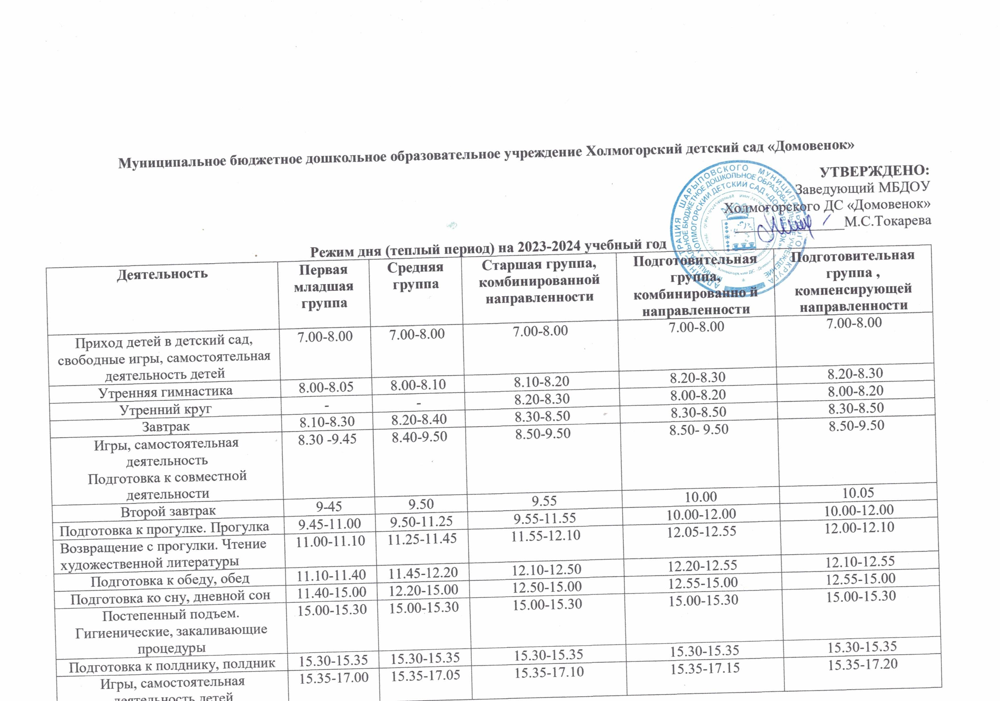 Муниципальное бюджетное дошкольное образовательное учреждение Холмогорский детский сад «Домовенок»
УТВЕРЖДЕНО:
Заведующий МБДОУ
Холмогорского ДС «Домовенок»
М.С.Токарева
Режим дня (теплый период) на 2023-2024 учебный год
Деятельность
Первая
младшая
группа
Средняя
группа
Старшая группа,
комбинированной
направленности
Подготовительная
группа,
комбинированно й
направленности
Подготовительная
группа ,
компенсирующей
направленности
Приход детей в детский сад,
свободные игры, самостоятельная
деятельность детей
7.00-8.00
7.00-8.00
7.00-8.00
7.00-8.00
7.00-8.00
Утренняя гимнастика
8.00-8.05
8.00-8.10
8.10-8.20
8.20-8.30
8.20-8.30
Утренний круг
-
-
8.20-8.30
8.00-8.20
8.00-8.20
Завтрак
8.10-8.30
8.20-8.40
8.30-8.50
8.30-8.50
8.30-8.50
Игры, самостоятельная
деятельность
Подготовка к совместной
деятельности
8.30 -9.45
8.40-9.50
8.50-9.50
8.50- 9.50
8.50-9.50
Второй завтрак
9-45
9.50
9.55
10.00
10.05
Подготовка к прогулке. Прогулка
9.45-11.00
9.50-11.25
9.55-11.55
10.00-12.00
10.00-12.00
Возвращение с прогулки. Чтение
художественной литературы
11.00-11.10
11.25-11.45
11.55-12.10
12.05-12.55
12.00-12.10
Подготовка к обеду, обед
11.10-11.40
11.45-12.20
12.10-12.50
12.20-12.55
12.10-12.55
Подготовка ко сну, дневной сон
11.40-15.00
12.20-15.00
12.50-15.00
12.55-15.00
12.55-15.00
Постепенный подъем.
Гигиенические, закаливающие
процедуры
15.00-15.30
15.00-15.30
15.00-15.30
15.00-15.30
15.00-15.30
Подготовка к полднику, полдник
15.30-15.35
15.30-15.35
15.30-15.35
15.30-15.35
15.30-15.35
Игры, самостоятельная
деятельность детей
15.35-17.00
15.35-17.05
15.35-17.10
15.35-17.15
15.35-17.20
АДМИНИСТРАЦИЯ ШАРЫПОВСКОГО МУНИЦИПАЛЬНОГО ОКРУГА
МУНИЦИПАЛЬНОЕ БЮДЖЕТНОЕ ДОШКОЛЬНОЕ ОБРАЗОВАТЕЛЬНОЕ УЧРЕЖДЕНИЕ
ХОЛМОГОРСКИЙ ДЕТСКИЙ САД «ДОМОВЕНОК»